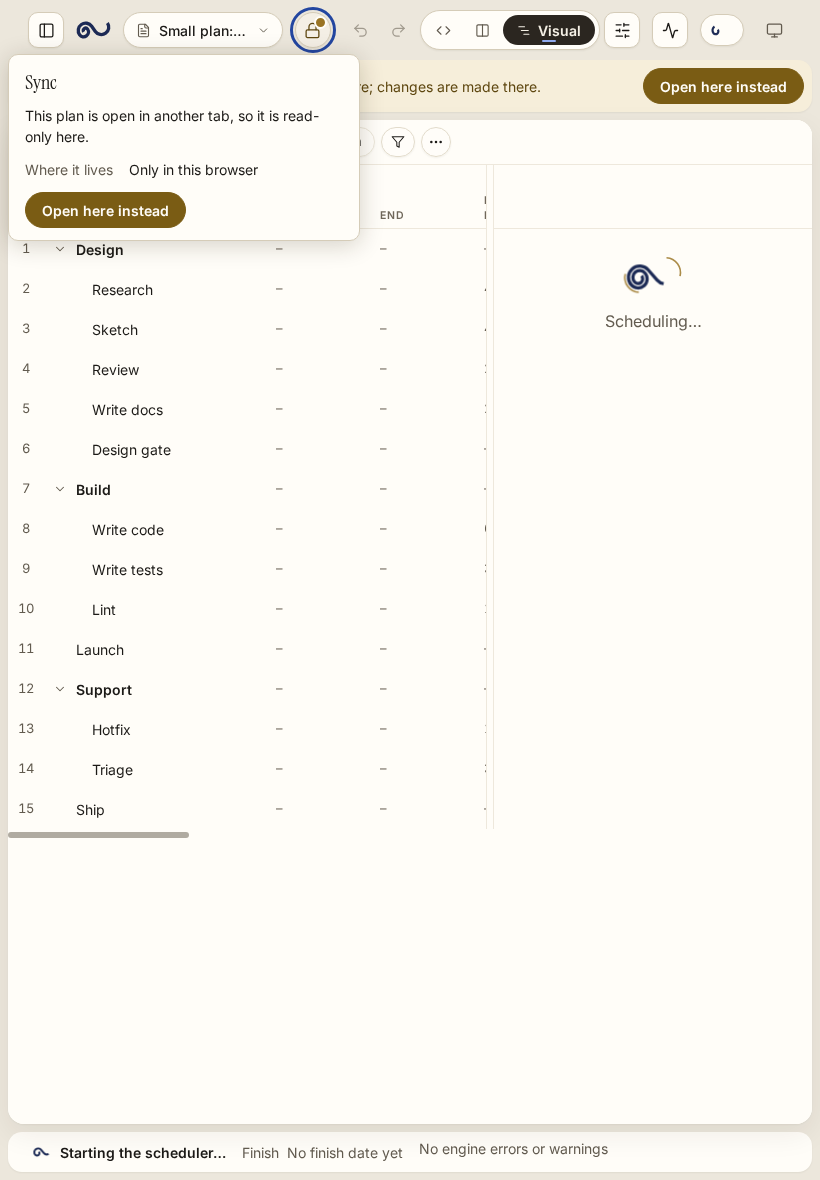 Small plan:...
Visual
Sync
This plan is open in another tab, so it is read-
only here.
Where it lives Only in this browser
Open here instead
changes are made there.
Open here instead
END
1 Design – –
2 Research – –
3 Sketch – –
4 Review – –
5 Write docs – –
6 Design gate – –
7 Build – –
8 Write code – –
9 Write tests – –
10 Lint – –
11 Launch – –
12 Support – –
13 Hotfix – –
14 Triage – –
15 Ship – –
Scheduling...
Starting the scheduler... Finish No finish date yet No engine errors or warnings